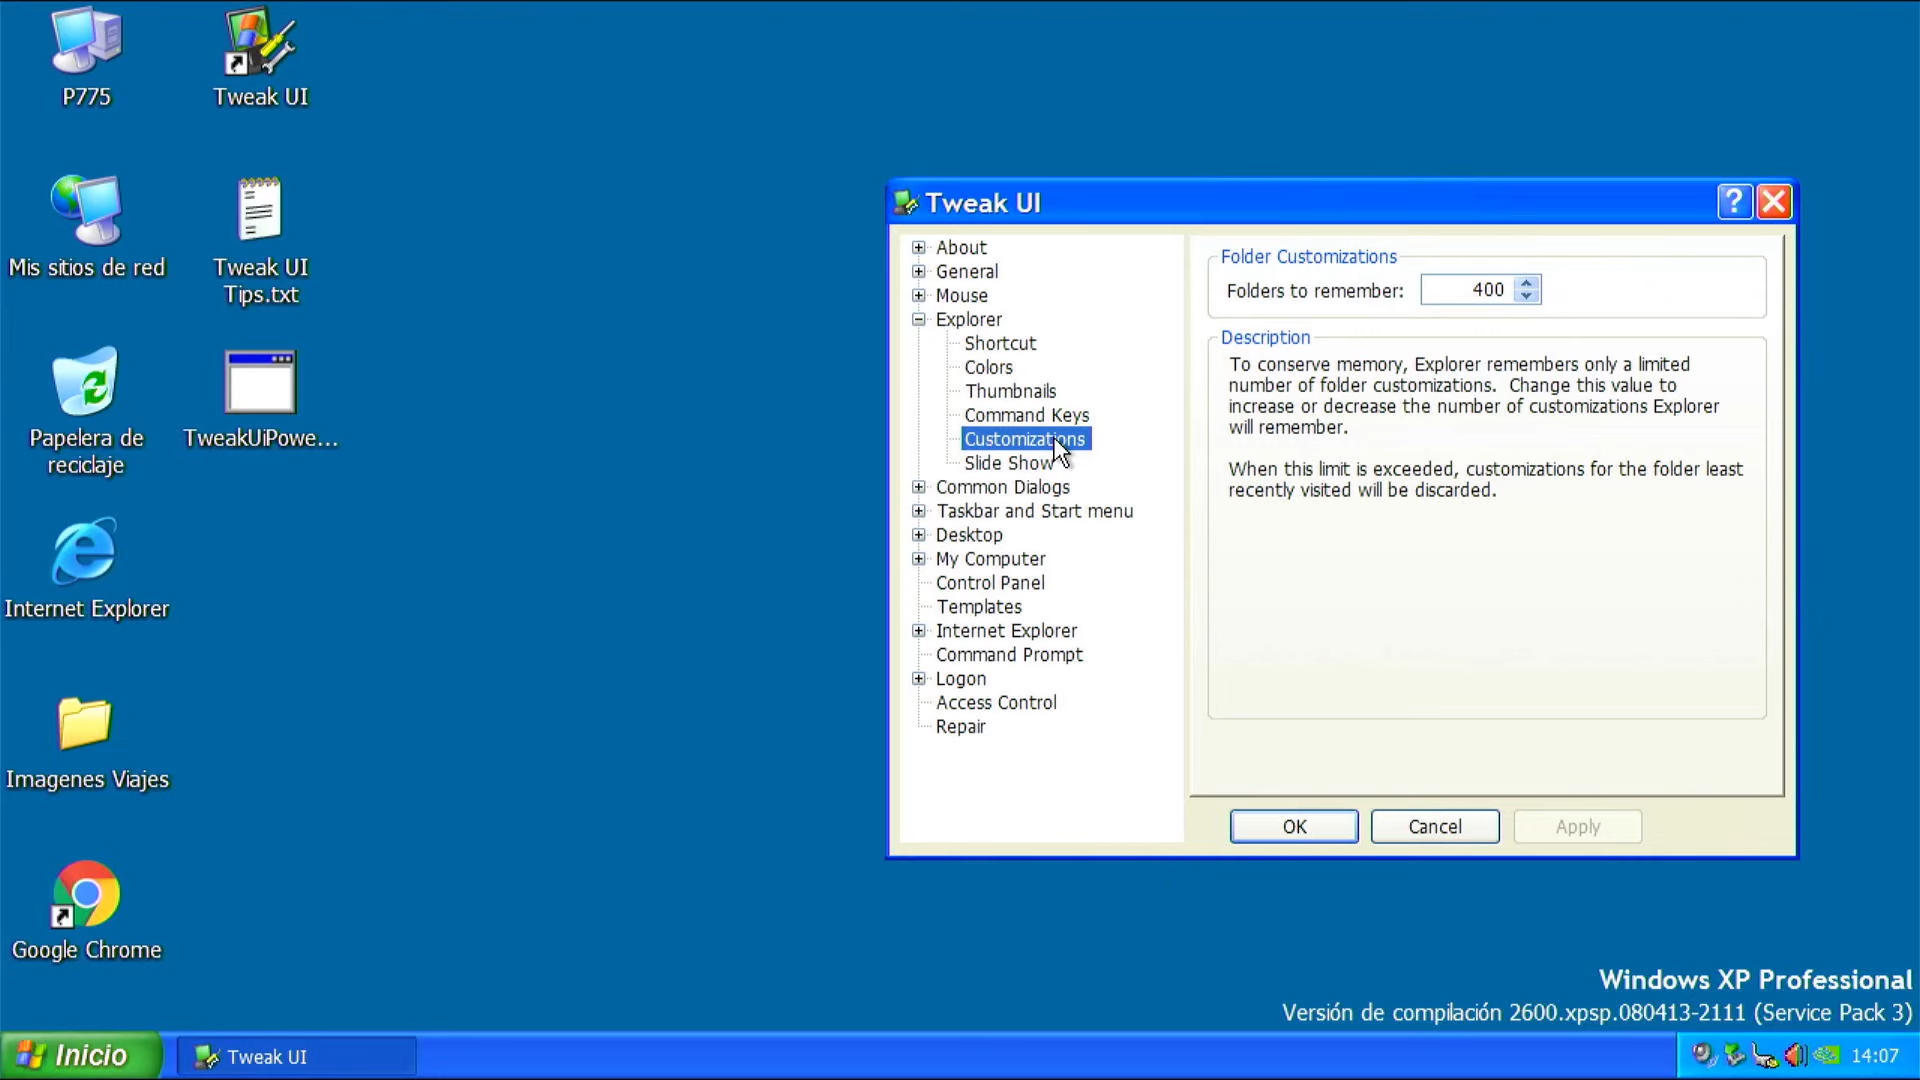 P775
Tweak UI
Mis sitios de red
Tweak UI
Tips.txt
Papelera de
reciclaje
TweakUiPowe...
Internet Explorer
Imagenes Viajes
Google Chrome
Tweak UI
?
About
General
Mouse
Explorer
Shortcut
Colors
Thumbnails
Command Keys
Customizations
Slide Show
Common Dialogs
Taskbar and Start menu
Desktop
My Computer
Control Panel
Templates
Internet Explorer
Command Prompt
Logon
Access Control
Repair
Folder Customizations
Folders to remember: 400
Description
To conserve memory, Explorer remembers only a limited
number of folder customizations. Change this value to
increase or decrease the number of customizations Explorer
will remember.
When this limit is exceeded, customizations for the folder least
recently visited will be discarded.
OK
Cancel
Apply
Windows XP Professional
Versión de compilación 2600.xpsp.080413-2111 (Service Pack 3)
Inicio
Tweak UI
14:07